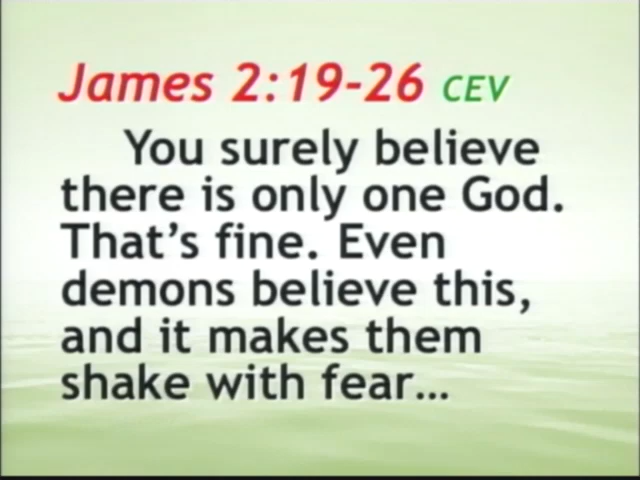 James 2:19-26 CEV
You surely believe
there is only one God.
That's fine. Even
demons believe this,
and it makes them
shake with fear...